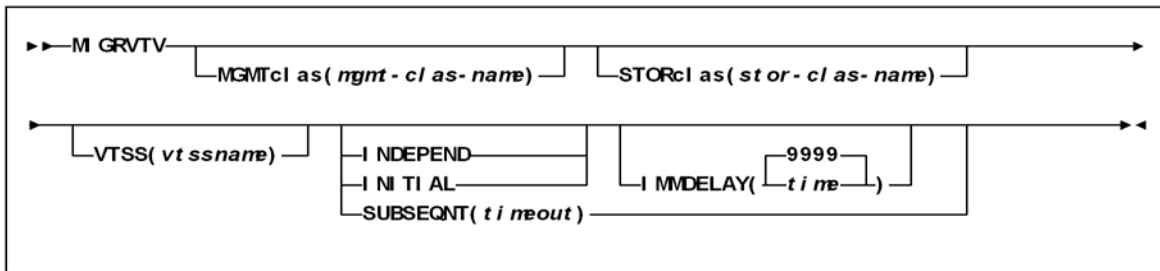 MIGRVTV
MGMTclas(mgmt-clas-name)
STORclas(stor-clas-name)
VTSS(vtssname)
INDEPEND
INITIAL
SUBSEQNT(timeout)
9999
IMMDELAY(time)